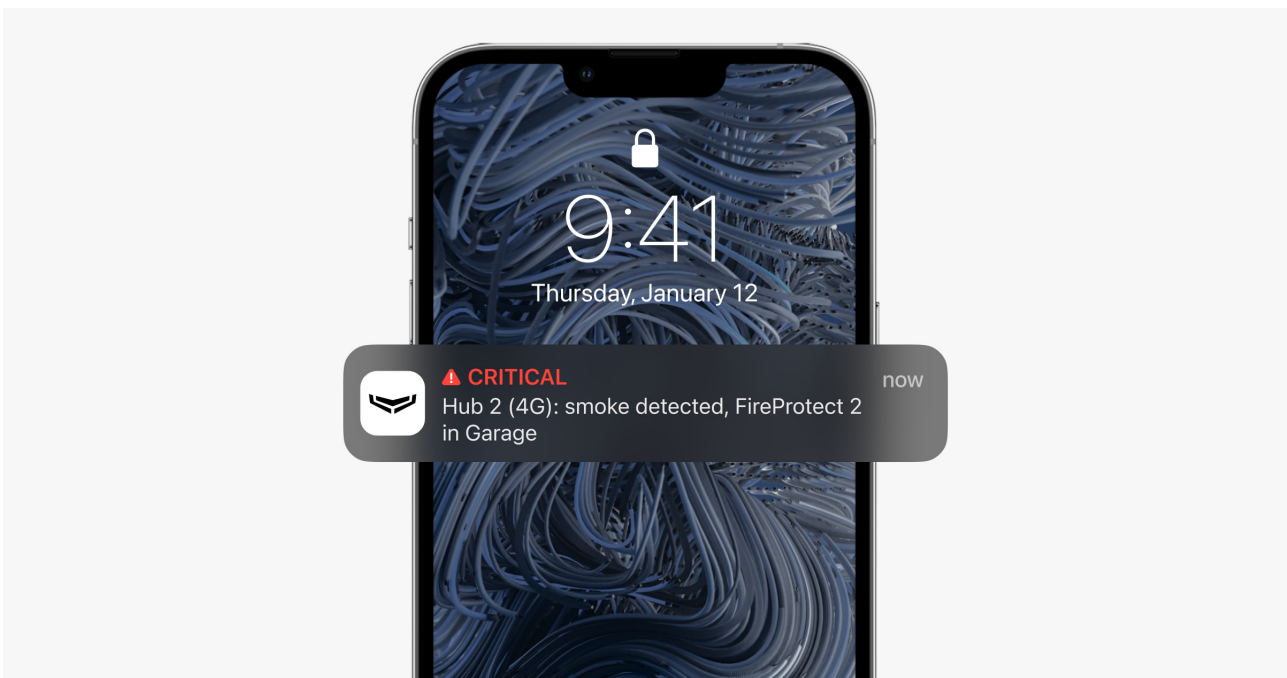 9:41
Thursday, January 12
CRITICAL
now
Hub 2 (4G): smoke detected, FireProtect 2
in Garage